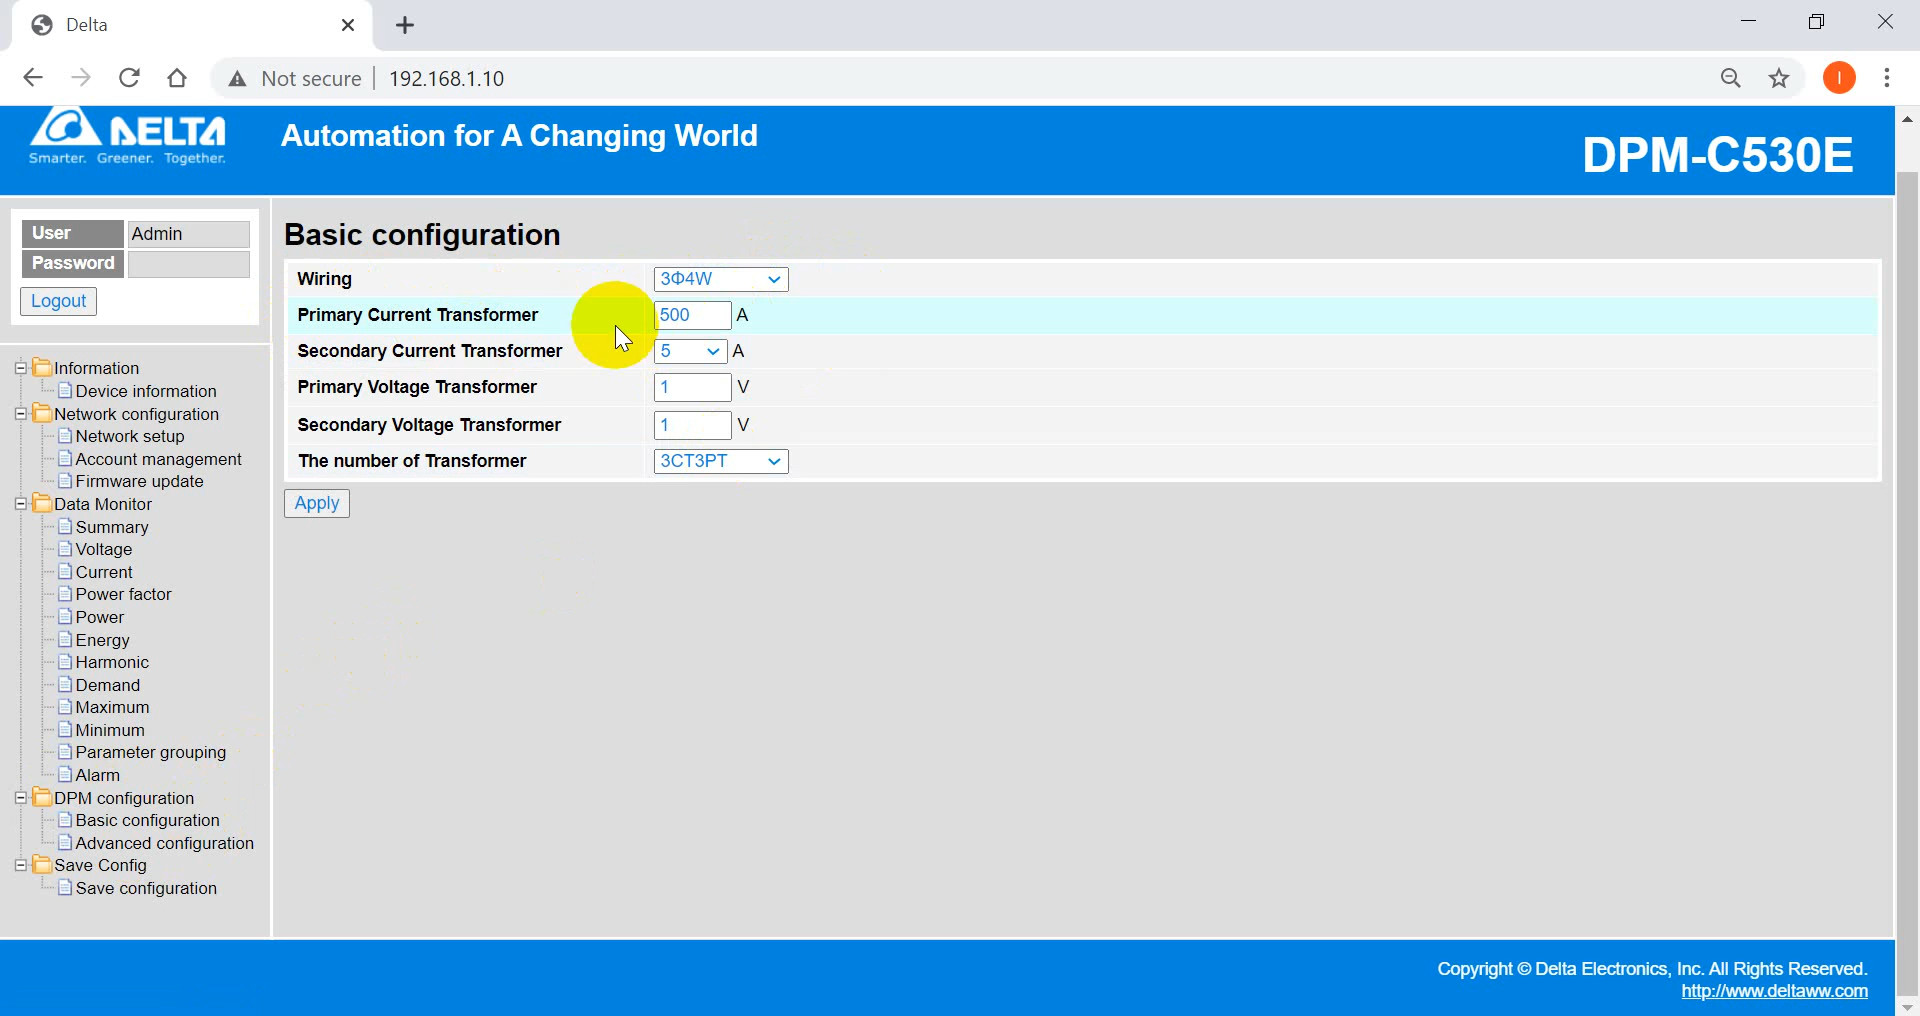 Delta
Not secure 192.168.1.10
DELTA
Smarter. Greener. Together.
Automation for A Changing World
DPM-C530E
User Admin
Password
Logout
Information
Device information
Network configuration
Network setup
Account management
Firmware update
Data Monitor
Summary
Voltage
Current
Power factor
Power
Energy
Harmonic
Demand
Maximum
Minimum
Parameter grouping
Alarm
DPM configuration
Basic configuration
Advanced configuration
Save Config
Save configuration
Basic configuration
Wiring 3Φ4W
Primary Current Transformer 500 A
Secondary Current Transformer 5 A
Primary Voltage Transformer 1 V
Secondary Voltage Transformer 1 V
The number of Transformer 3CT3PT
Apply
Copyright © Delta Electronics, Inc. All Rights Reserved.
http://www.deltaww.com
I